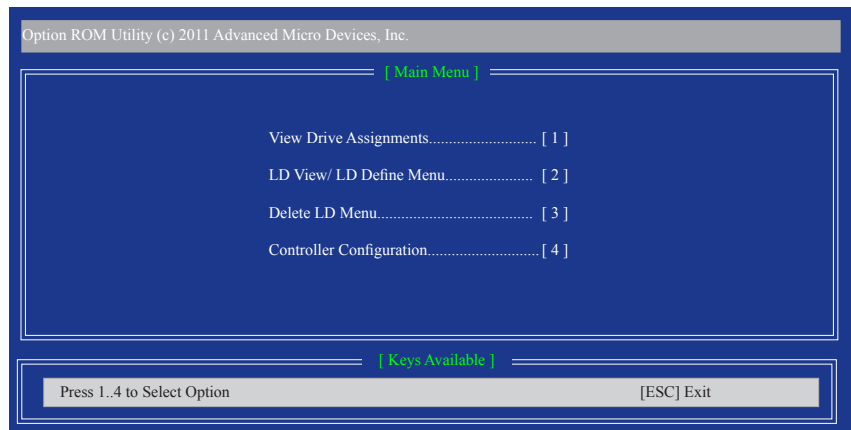 Option ROM Utility (c) 2011 Advanced Micro Devices, Inc.
[ Main Menu ]
View Drive Assignments........................... [ 1 ]
LD View/ LD Define Menu...................... [ 2 ]
Delete LD Menu....................................... [ 3 ]
Controller Configuration............................[ 4 ]
[ Keys Available ]
Press 1..4 to Select Option [ESC] Exit